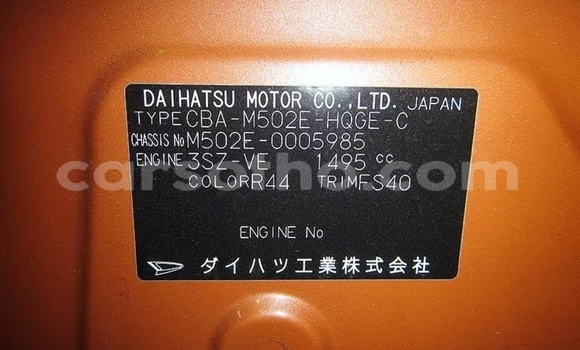 DAIHATSU MOTOR CO.,LTD. JAPAN
TYPE CBA-M502E-HQGE-C
CHASSIS No M502E-0005985
ENGINE 3SZ-VE 1495 cc
COLOR R44 TRIM FS40
carsotho.com
ENGINE No
ダイハツ工業株式会社